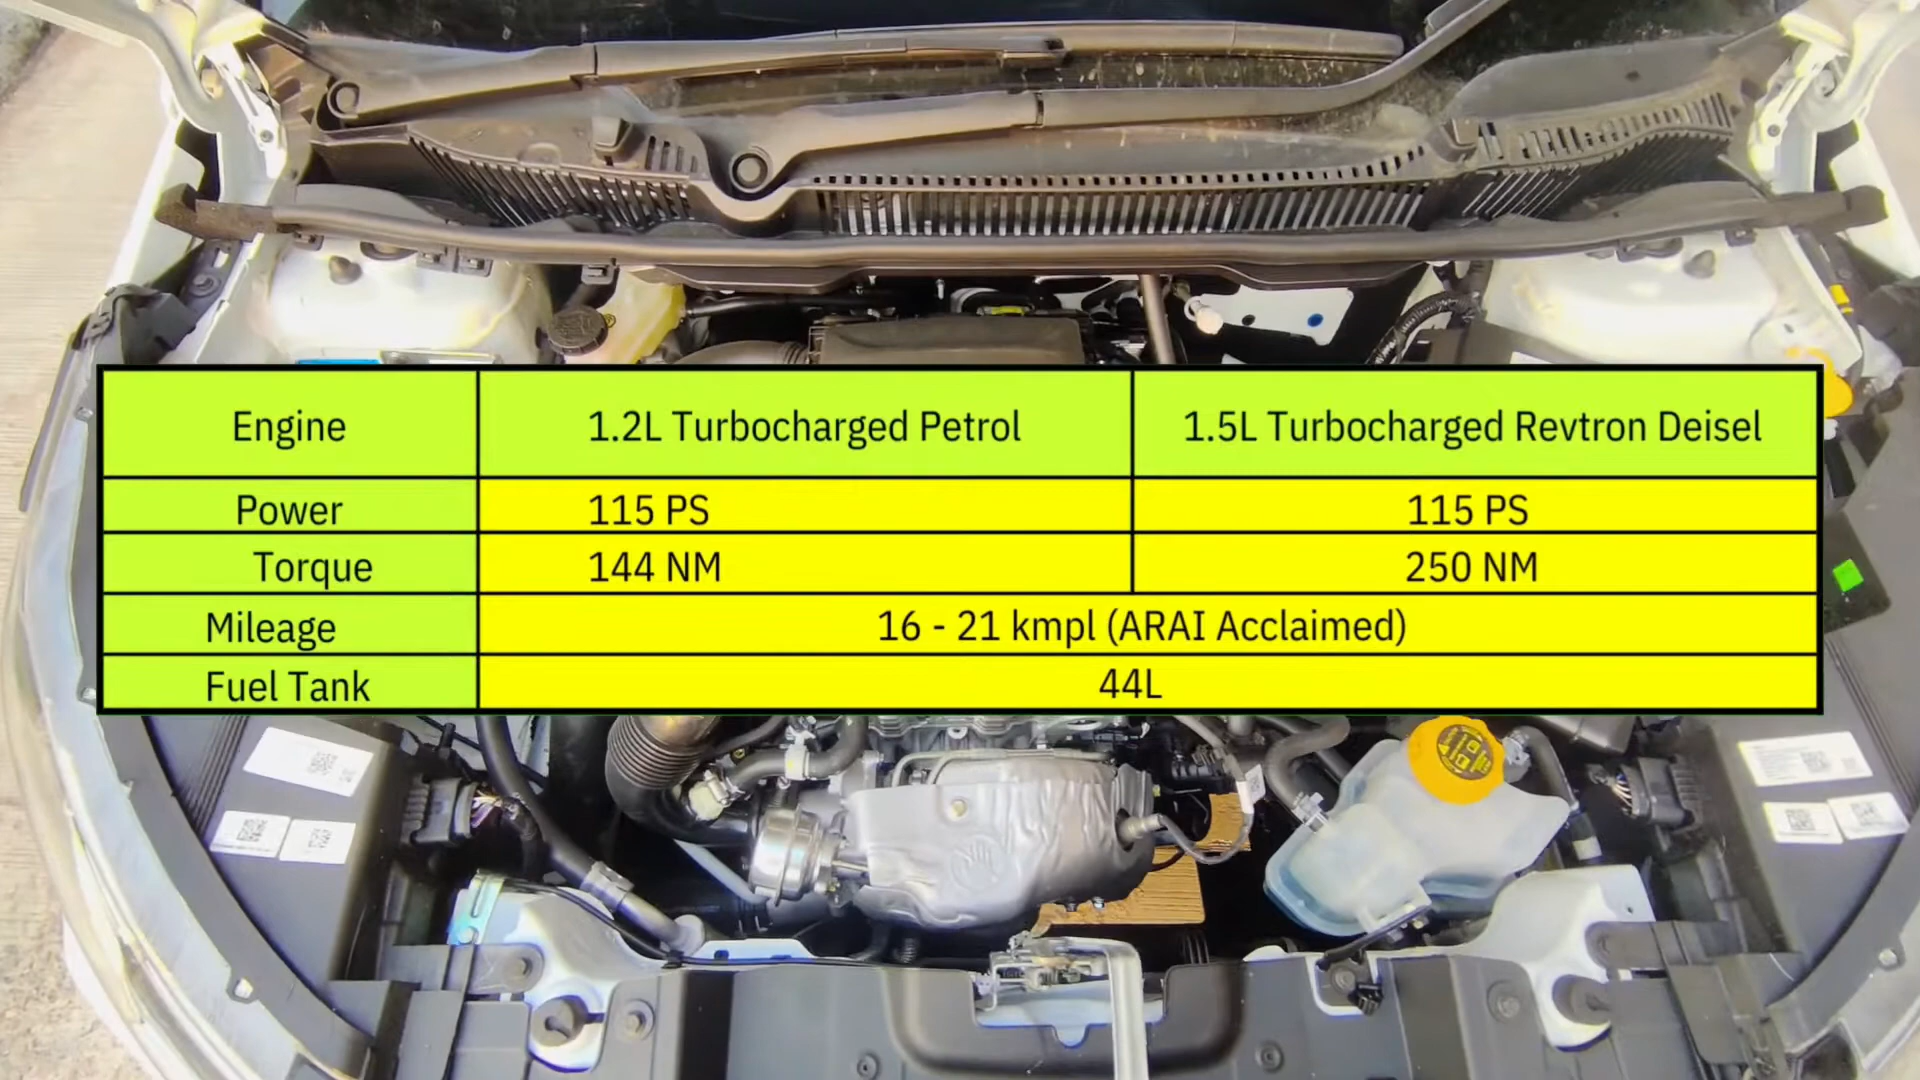 Engine 1.2L Turbocharged Petrol 1.5L Turbocharged Revtron Deisel
Power 115 PS 115 PS
Torque 144 NM 250 NM
Mileage 16 - 21 kmpl (ARAI Acclaimed)
Fuel Tank 44L